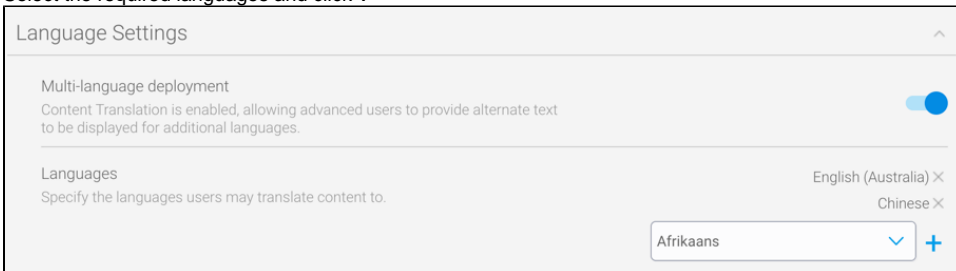 Select the required languages and click .
Language Settings
Multi-language deployment
Content Translation is enabled, allowing advanced users to provide alternate text
to be displayed for additional languages.
Languages
Specify the languages users may translate content to.
English (Australia) ×
Chinese ×
Afrikaans
+